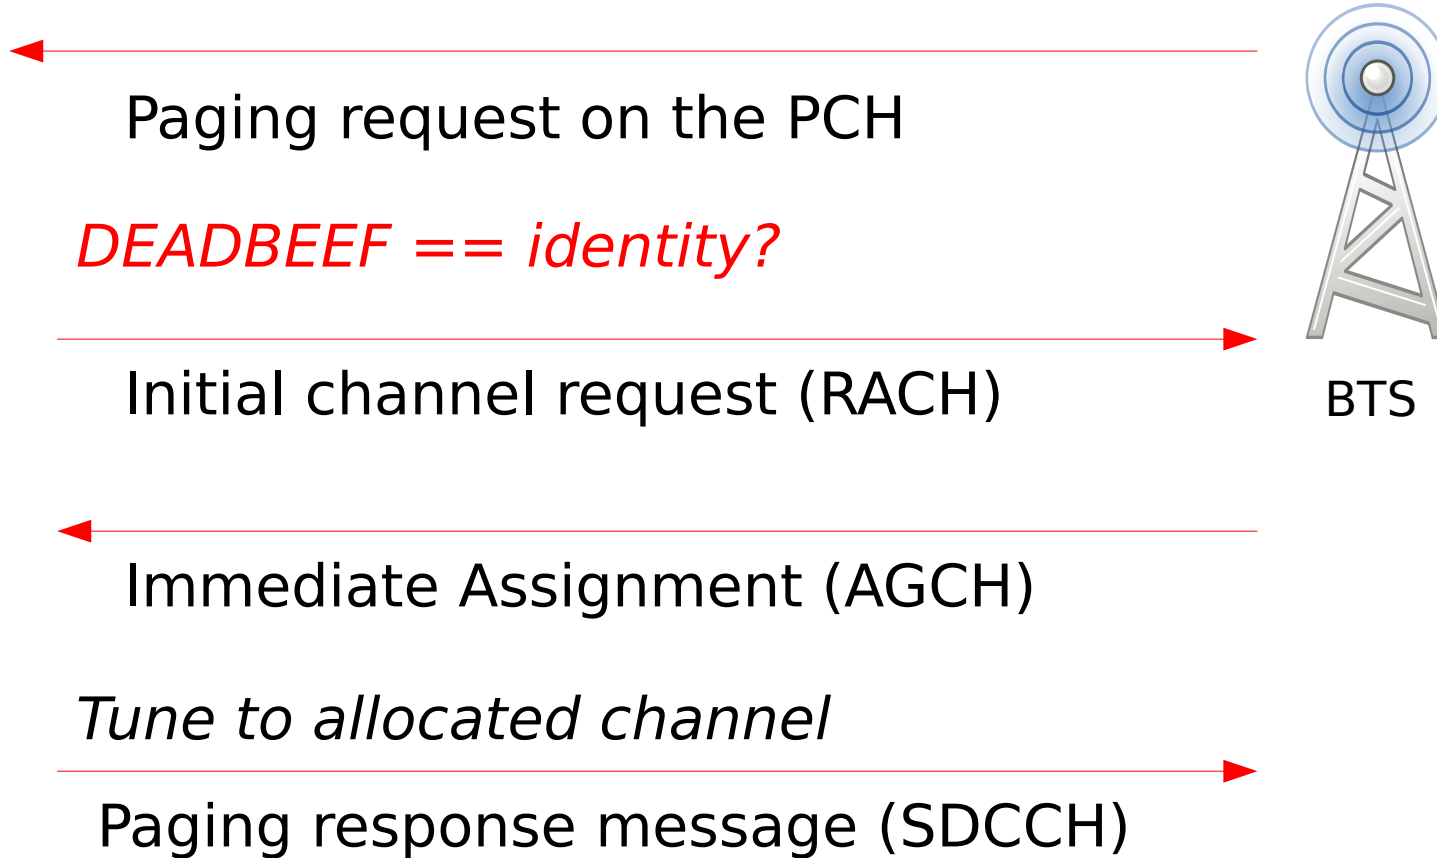 Paging request on the PCH
DEADBEEF == identity?
Initial channel request (RACH)
BTS
Immediate Assignment (AGCH)
Tune to allocated channel
Paging response message (SDCCH)